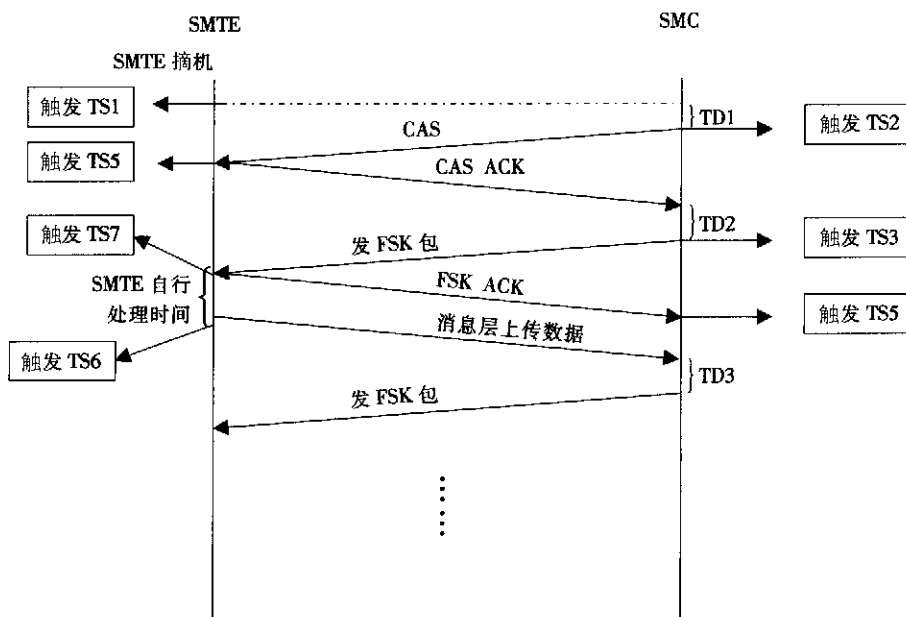 SMTE
SMC
SMTE 摘机
触发 TS1
TD1
触发 TS2
CAS
触发 TS5
CAS ACK
触发 TS7
TD2
触发 TS3
发 FSK 包
SMTE 自行
处理时间
FSK ACK
触发 TS5
消息层上传数据
触发 TS6
TD3
发 FSK 包